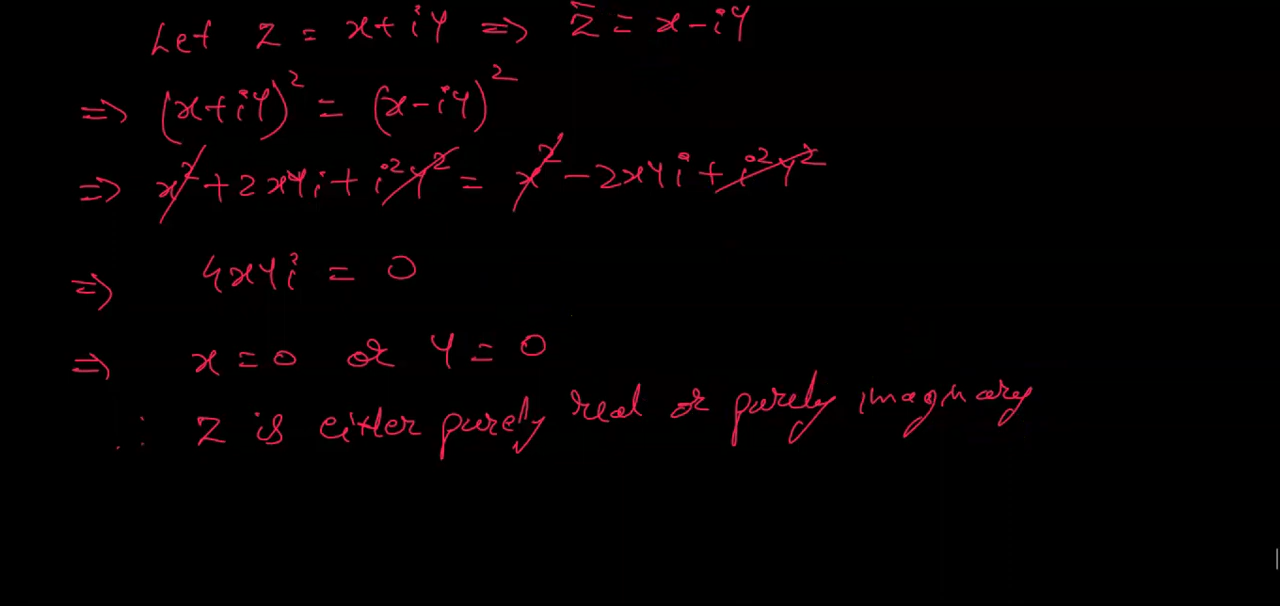 Let z = x+iy ⇒ z̄ = x-iy
⇒ (x+iy)² = (x-iy)²
⇒ x² + 2xyi + i²y² = x² - 2xyi + i²y²
⇒ 4xyi = 0
⇒ x = 0 or y = 0
∴ z is either purely real or purely imaginary